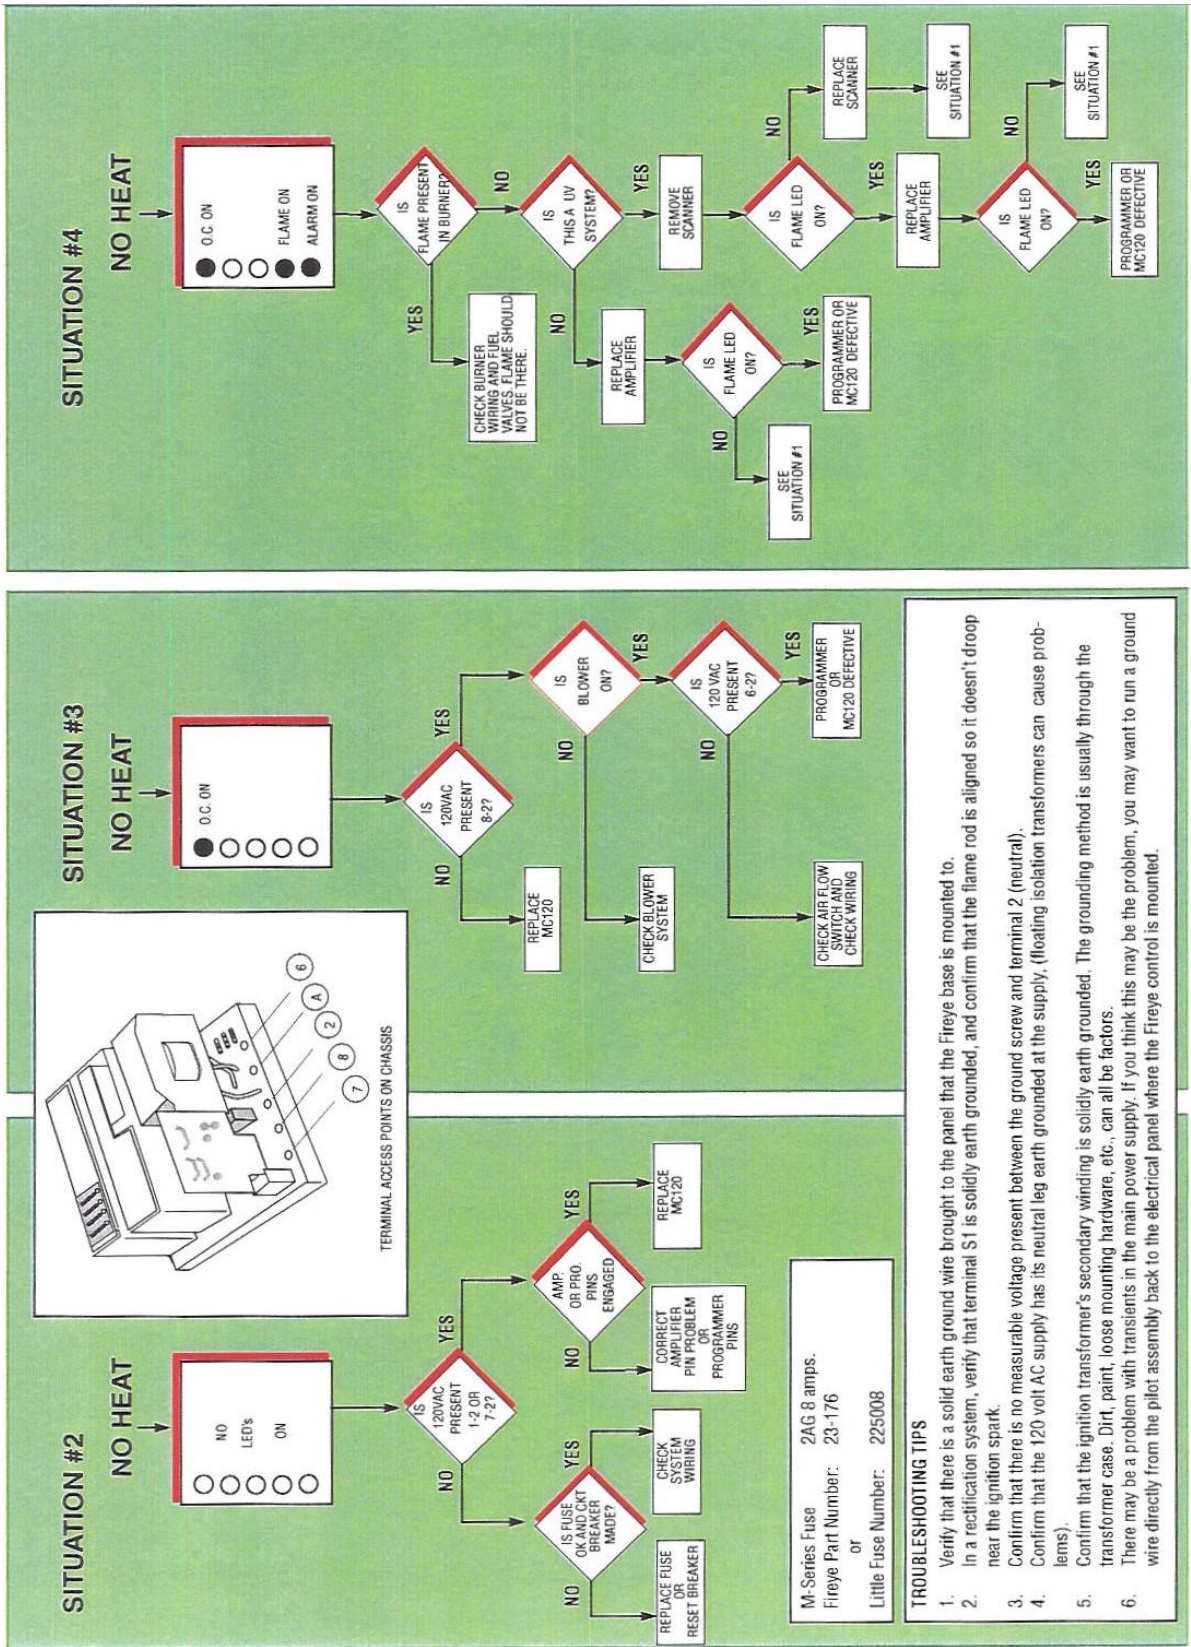 SITUATION #2
NO HEAT
NO
LED's
ON
IS
120VAC
PRESENT
1-2 OR
7-2?
NO
YES
IS FUSE
OK AND CKT
BREAKER
MADE?
NO
YES
REPLACE FUSE
OR
RESET BREAKER
CHECK
SYSTEM
WIRING
AMP.
OR PRO.
PINS
ENGAGED
NO
YES
CORRECT
AMPLIFIER
PIN PROBLEM
OR
PROGRAMMER
PINS
REPLACE
MC120
M-Series Fuse 2AG 8 amps.
Fireye Part Number: 23-176
or
Little Fuse Number: 225008
7
8
2
A
6
TERMINAL ACCESS POINTS ON CHASSIS
SITUATION #3
NO HEAT
O.C. ON
IS
120VAC
PRESENT
8-2?
NO
YES
REPLACE
MC120
IS
BLOWER
ON?
NO
YES
CHECK BLOWER
SYSTEM
IS
120 VAC
PRESENT
6-2?
NO
YES
CHECK AIR FLOW
SWITCH AND
CHECK WIRING
PROGRAMMER
OR
MC120 DEFECTIVE
TROUBLESHOOTING TIPS
1. Verify that there is a solid earth ground wire brought to the panel that the Fireye base is mounted to.
2. In a rectification system, verify that terminal S1 is solidly earth grounded, and confirm that the flame rod is aligned so it doesn't droop
near the ignition spark.
3. Confirm that there is no measurable voltage present between the ground screw and terminal 2 (neutral).
4. Confirm that the 120 volt AC supply has its neutral leg earth grounded at the supply, (floating isolation transformers can cause prob-
lems).
5. Confirm that the ignition transformer's secondary winding is solidly earth grounded. The grounding method is usually through the
transformer case. Dirt, paint, loose mounting hardware, etc., can all be factors.
6. There may be a problem with transients in the main power supply. If you think this may be the problem, you may want to run a ground
wire directly from the pilot assembly back to the electrical panel where the Fireye control is mounted.
SITUATION #4
NO HEAT
O.C. ON
FLAME ON
ALARM ON
IS
FLAME PRESENT
IN BURNER?
YES
NO
CHECK BURNER
WIRING AND FUEL
VALVES. FLAME SHOULD
NOT BE THERE.
IS
THIS A UV
SYSTEM?
NO
YES
REPLACE
AMPLIFIER
REMOVE
SCANNER
IS
FLAME LED
ON?
NO
YES
SEE
SITUATION #1
PROGRAMMER OR
MC120 DEFECTIVE
IS
FLAME LED
ON?
NO
YES
REPLACE
SCANNER
SEE
SITUATION #1
REPLACE
AMPLIFIER
IS
FLAME LED
ON?
NO
YES
SEE
SITUATION #1
PROGRAMMER OR
MC120 DEFECTIVE